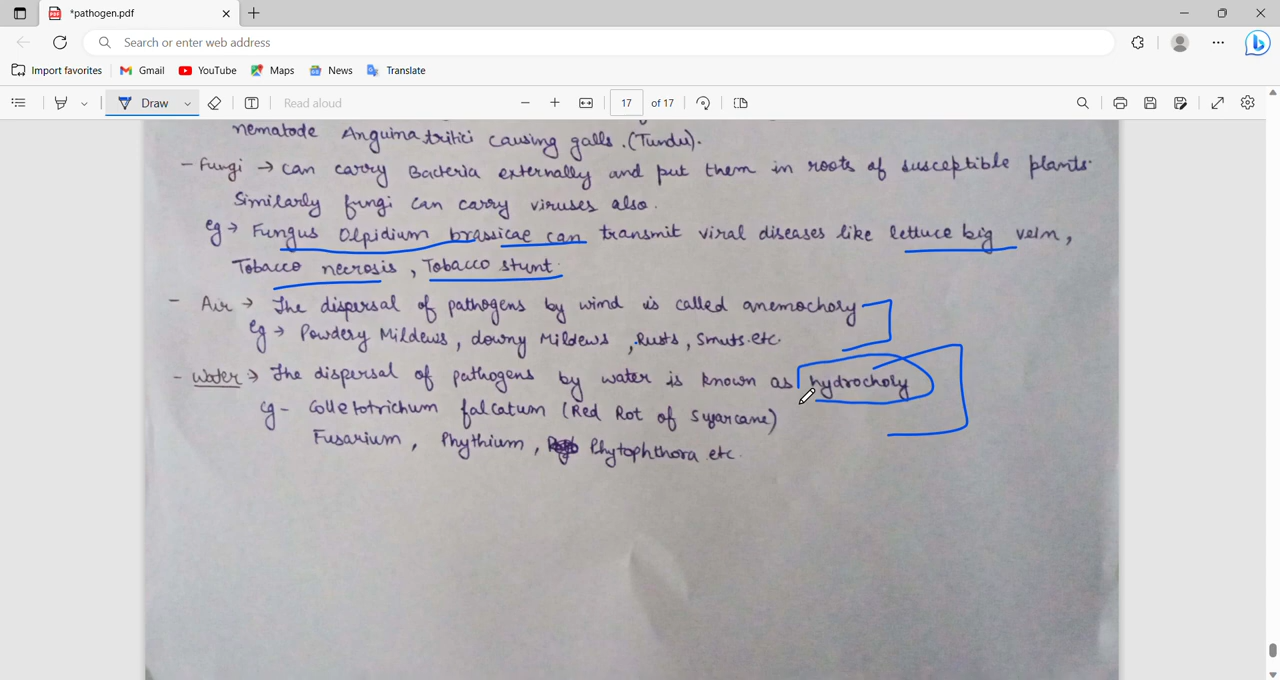 *pathogen.pdf
Search or enter web address
Import favorites Gmail YouTube Maps News Translate
Draw Read aloud 17 of 17
nematode Anguina tritici causing galls. (Tundu).
- Fungi → can carry Bacteria externally and put them in roots of susceptible plants.
Similarly fungi can carry viruses also.
eg → Fungus Olpidium brassicae can transmit viral diseases like lettuce big vein,
Tobacco necrosis, Tobacco stunt.
- Air → The dispersal of pathogens by wind is called anemochory
eg → Powdery Mildews, downy Mildews, Rusts, Smuts.etc.
- Water → The dispersal of pathogens by water is known as hydrochory
eg - Colletotrichum falcatum (Red Rot of Sugarcane)
Fusarium, Phythium, Phytophthora etc.